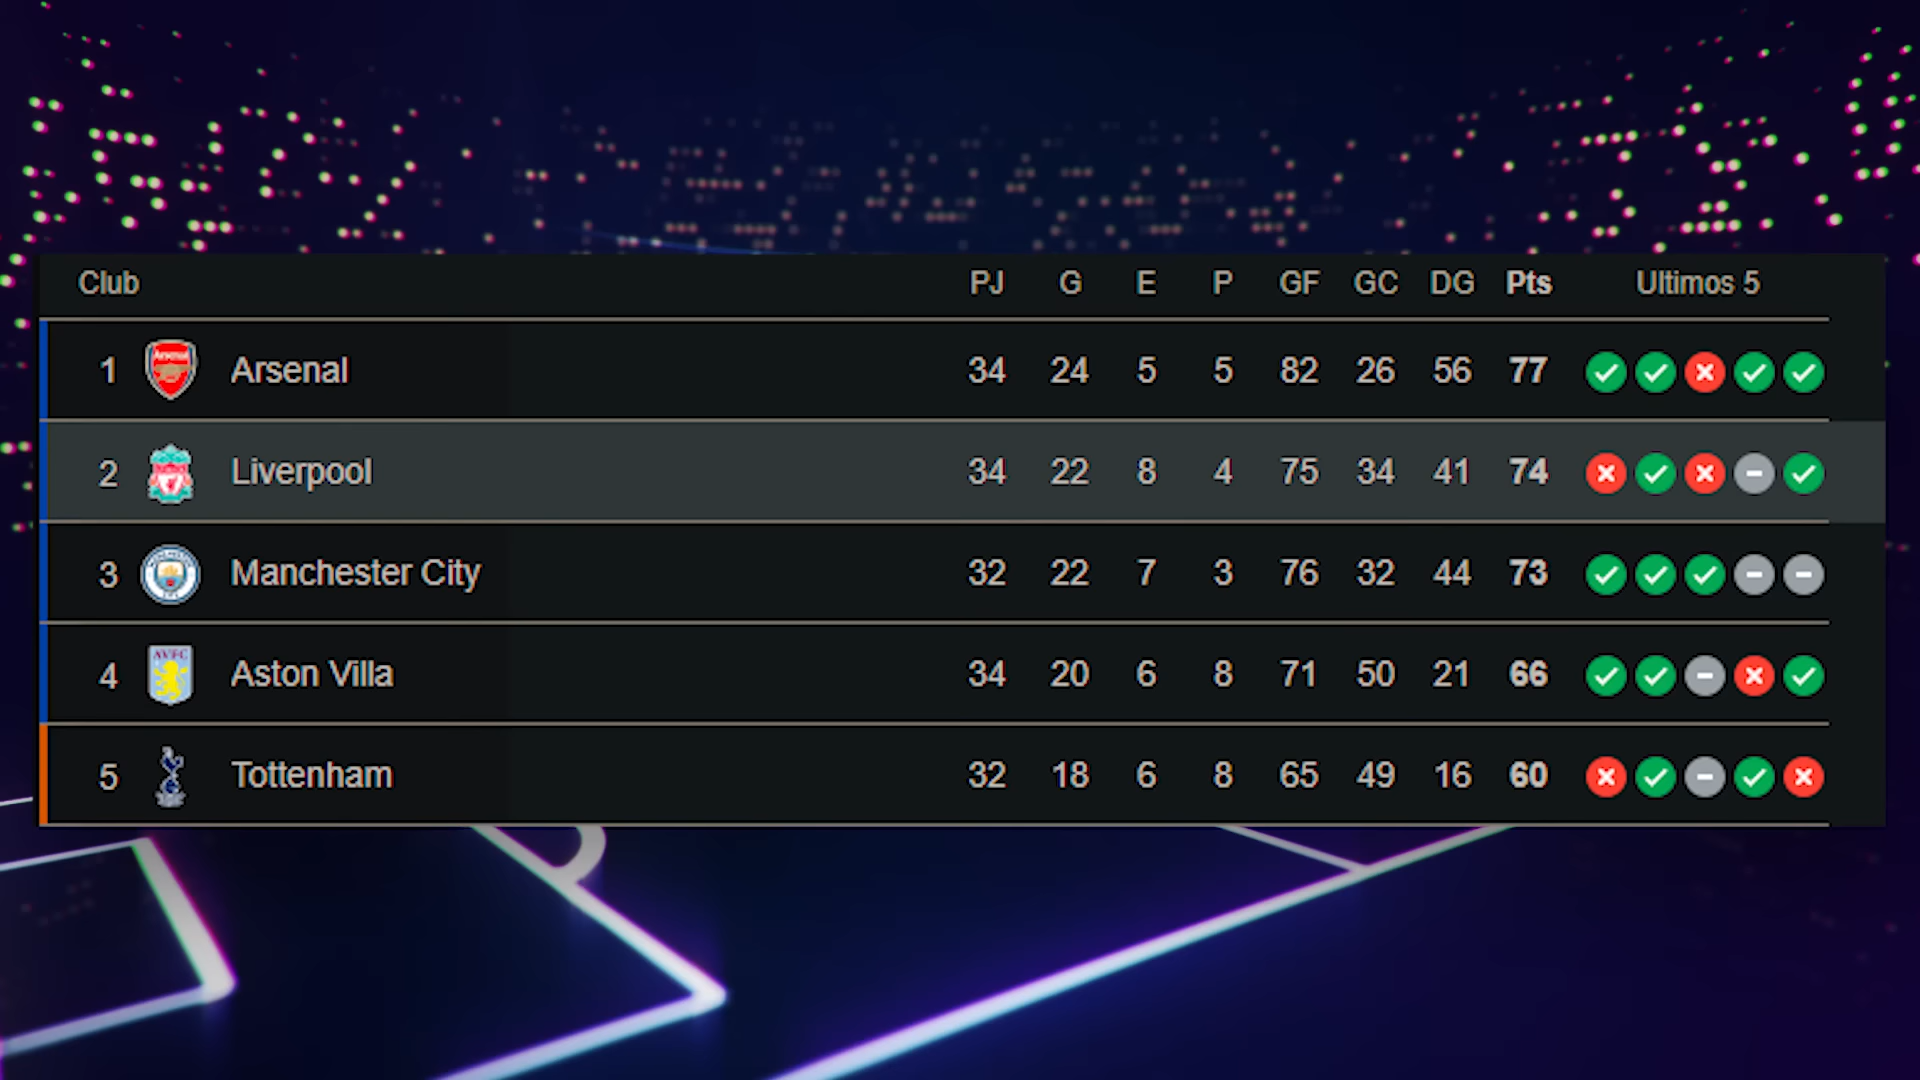 Club PJ G E P GF GC DG Pts Ultimos 5
1 Arsenal Arsenal 34 24 5 5 82 26 56 77
2 Liverpool 34 22 8 4 75 34 41 74
3 Manchester City 32 22 7 3 76 32 44 73
4 AVFC Aston Villa 34 20 6 8 71 50 21 66
5 Tottenham 32 18 6 8 65 49 16 60